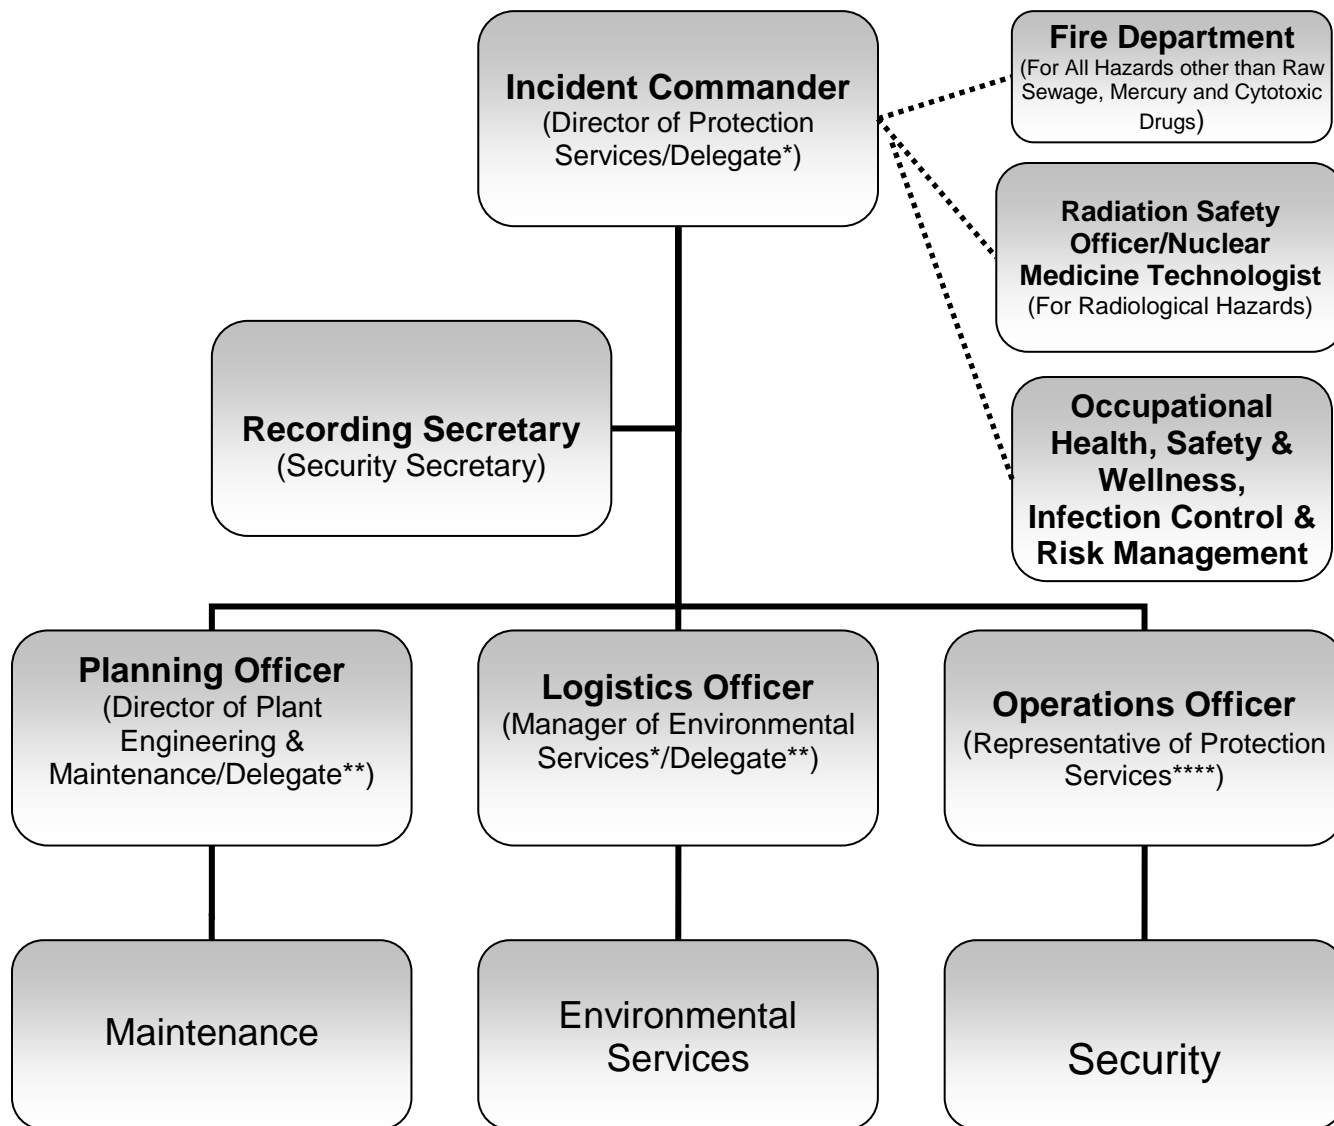 Incident Commander
(Director of Protection
Services/Delegate*)
Fire Department
(For All Hazards other than Raw
Sewage, Mercury and Cytotoxic
Drugs)
Radiation Safety
Officer/Nuclear
Medicine Technologist
(For Radiological Hazards)
Recording Secretary
(Security Secretary)
Occupational
Health, Safety &
Wellness,
Infection Control &
Risk Management
Planning Officer
(Director of Plant
Engineering &
Maintenance/Delegate**)
Logistics Officer
(Manager of Environmental
Services*/Delegate**)
Operations Officer
(Representative of Protection
Services****)
Maintenance
Environmental
Services
Security